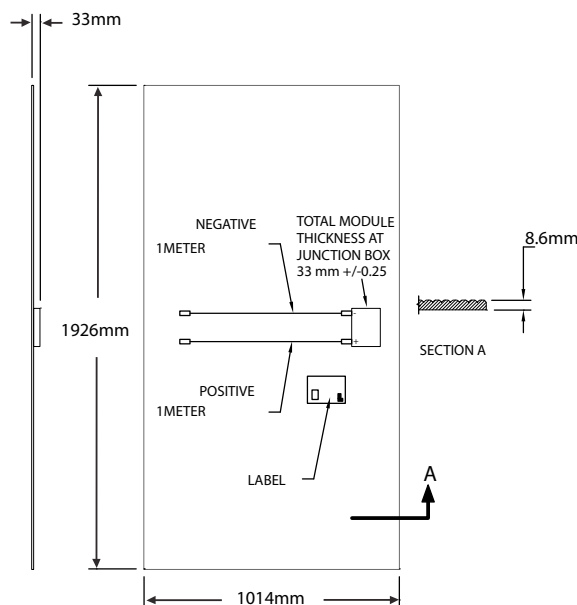 33mm
NEGATIVE
1METER
TOTAL MODULE
THICKNESS AT
JUNCTION BOX
33 mm +/-0.25
8.6mm
-
1926mm
+
SECTION A
POSITIVE
1METER
LABEL
A
1014mm